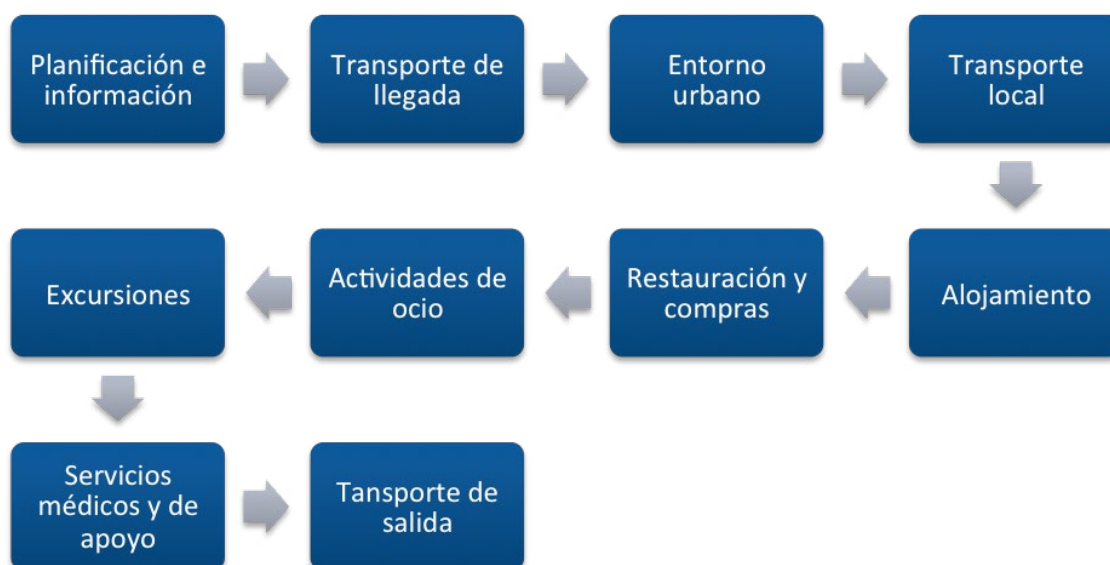 Planificación e
información
Transporte de
llegada
Entorno
urbano
Transporte
local
Alojamiento
Restauración y
compras
Actividades de
ocio
Excursiones
Servicios
médicos y de
apoyo
Tansporte de
salida